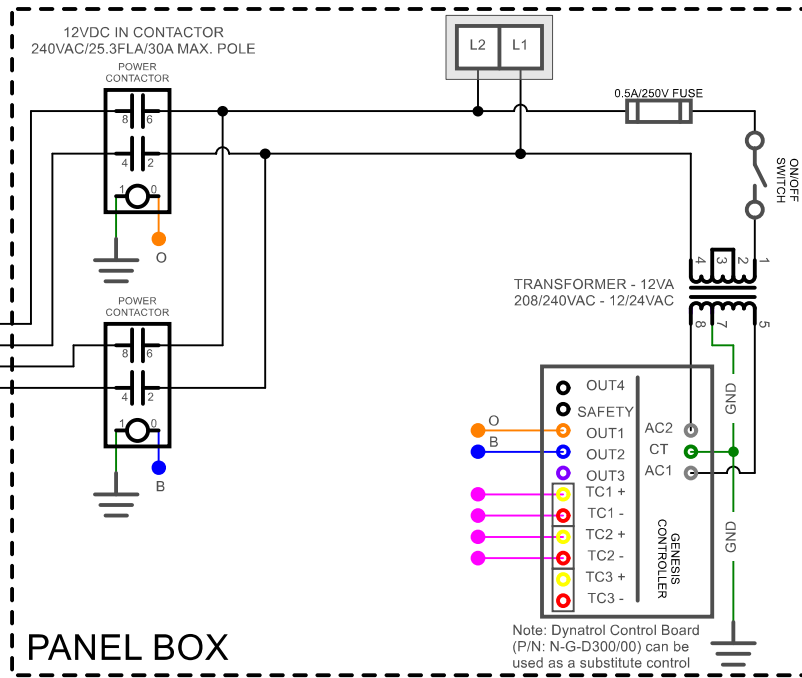 12VDC IN CONTACTOR
240VAC/25.3FLA/30A MAX. POLE
POWER
CONTACTOR
8 6
4 2
1 0
O
L2 L1
0.5A/250V FUSE
ON/OFF
SWITCH
4 3 2 1
TRANSFORMER - 12VA
208/240VAC - 12/24VAC
8 7 5
POWER
CONTACTOR
8 6
4 2
1 0
B
OUT4
SAFETY
O OUT1
B OUT2
OUT3
TC1 +
TC1 -
TC2 +
TC2 -
TC3 +
TC3 -
AC2
CT
AC1
GENESIS
CONTROLLER
GND
GND
Note: Dynatrol Control Board
(P/N: N-G-D300/00) can be
used as a substitute control
PANEL BOX